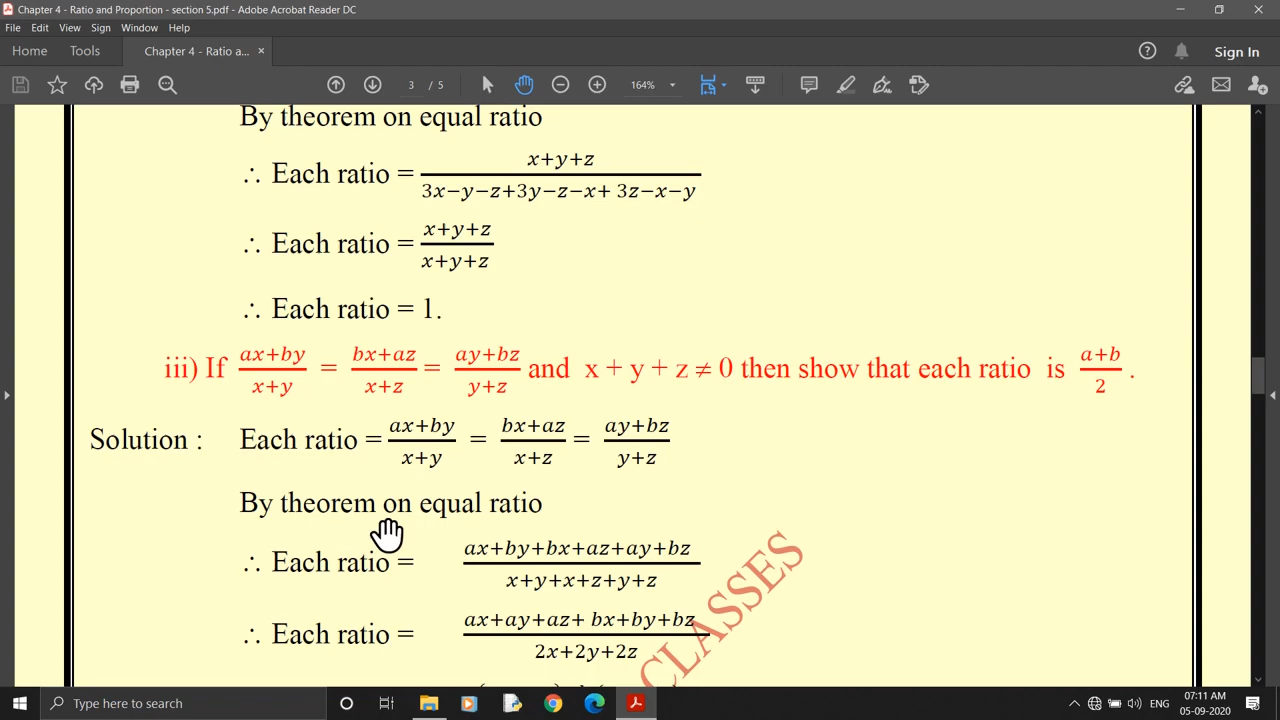 Chapter 4 - Ratio and Proportion - section 5.pdf - Adobe Acrobat Reader DC
File Edit View Sign Window Help
Home Tools Chapter 4 - Ratio a... × Sign In
3 / 5 164%
By theorem on equal ratio
∴ Each ratio = (x+y+z)/(3x−y−z+3y−z−x+ 3z−x−y)
∴ Each ratio = (x+y+z)/(x+y+z)
∴ Each ratio = 1.
iii) If (ax+by)/(x+y) = (bx+az)/(x+z) = (ay+bz)/(y+z) and x + y + z ≠ 0 then show that each ratio is (a+b)/2 .
Solution : Each ratio = (ax+by)/(x+y) = (bx+az)/(x+z) = (ay+bz)/(y+z)
By theorem on equal ratio
∴ Each ratio = (ax+by+bx+az+ay+bz)/(x+y+x+z+y+z)
∴ Each ratio = (ax+ay+az+ bx+by+bz)/(2x+2y+2z)
CLASSES
Type here to search
ENG 07:11 AM
05-09-2020